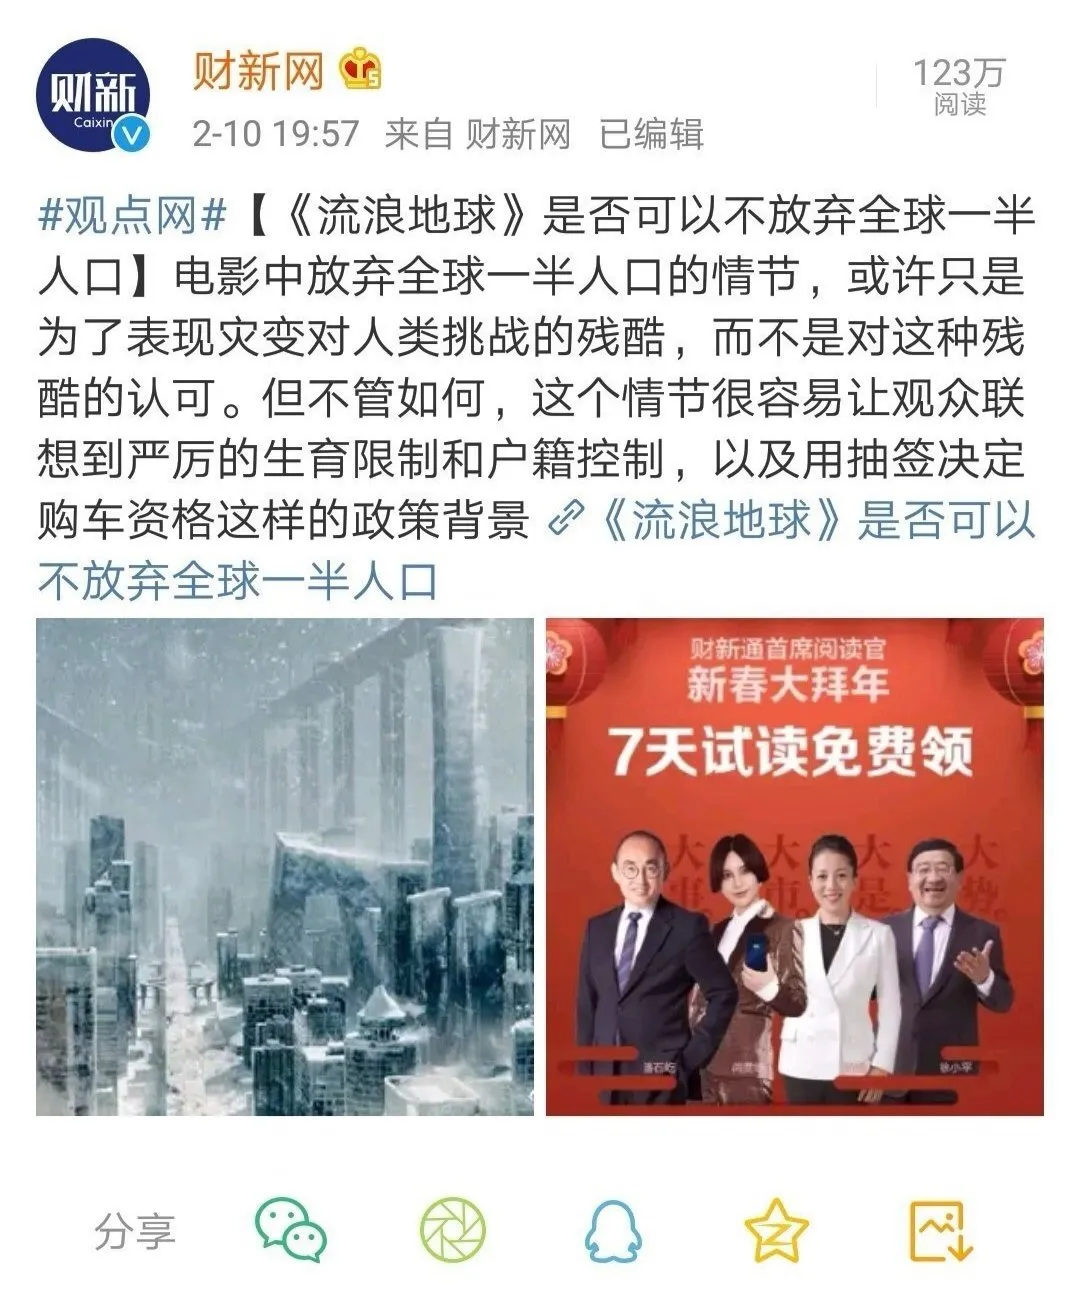 财新
Caixin
财新网
123万
阅读
2-10 19:57 来自 财新网 已编辑
#观点网#【《流浪地球》是否可以不放弃全球一半
人口】电影中放弃全球一半人口的情节，或许只是
为了表现灾变对人类挑战的残酷，而不是对这种残
酷的认可。但不管如何，这个情节很容易让观众联
想到严厉的生育限制和户籍控制，以及用抽签决定
购车资格这样的政策背景 《流浪地球》是否可以
不放弃全球一半人口
财新通首席阅读官
新春大拜年
7天试读免费领
大 大 大 大
事。 市。 是。 势。
潘石屹
徐小平
分享